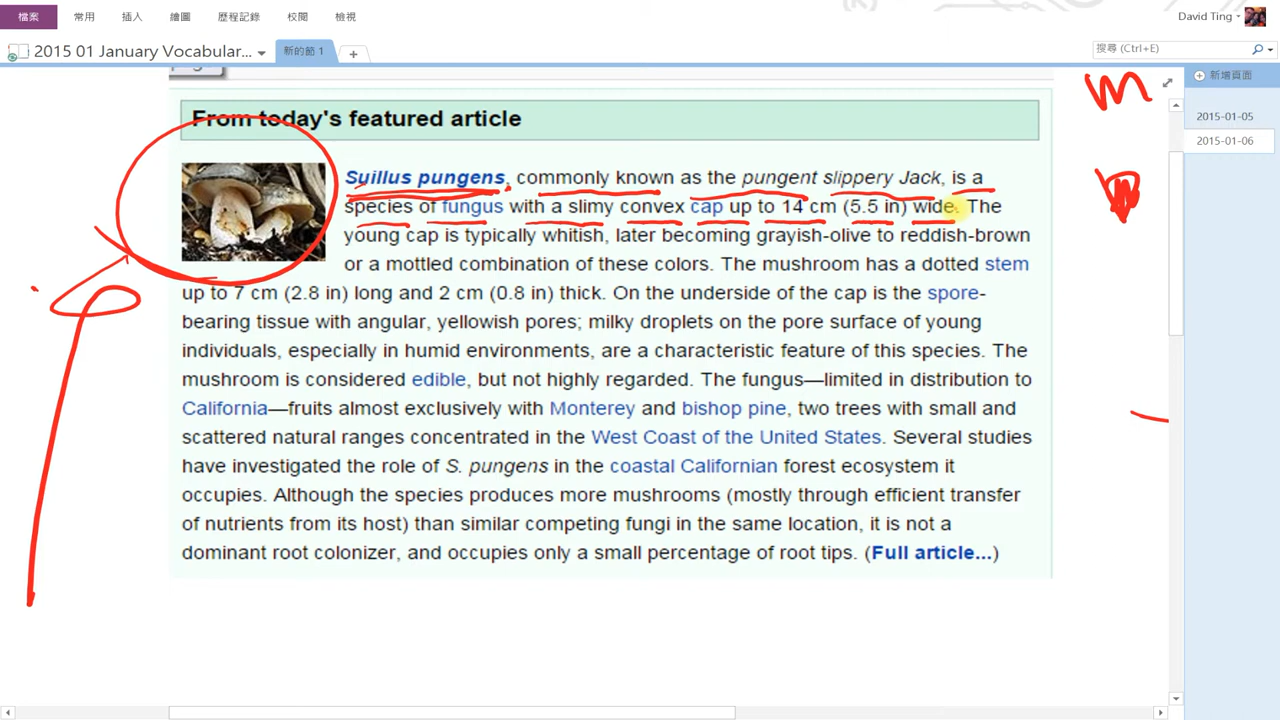 檔案 常用 插入 繪圖 歷程記錄 校閱 檢視 David Ting
2015 01 January Vocabular... 新的節 1 搜尋 (Ctrl+E)
新增頁面
m
From today's featured article
2015-01-05
2015-01-06
Suillus pungens, commonly known as the pungent slippery Jack, is a
species of fungus with a slimy convex cap up to 14 cm (5.5 in) wide. The
young cap is typically whitish, later becoming grayish-olive to reddish-brown
or a mottled combination of these colors. The mushroom has a dotted stem
up to 7 cm (2.8 in) long and 2 cm (0.8 in) thick. On the underside of the cap is the spore-
bearing tissue with angular, yellowish pores; milky droplets on the pore surface of young
individuals, especially in humid environments, are a characteristic feature of this species. The
mushroom is considered edible, but not highly regarded. The fungus—limited in distribution to
California—fruits almost exclusively with Monterey and bishop pine, two trees with small and
scattered natural ranges concentrated in the West Coast of the United States. Several studies
have investigated the role of S. pungens in the coastal Californian forest ecosystem it
occupies. Although the species produces more mushrooms (mostly through efficient transfer
of nutrients from its host) than similar competing fungi in the same location, it is not a
dominant root colonizer, and occupies only a small percentage of root tips. (Full article...)